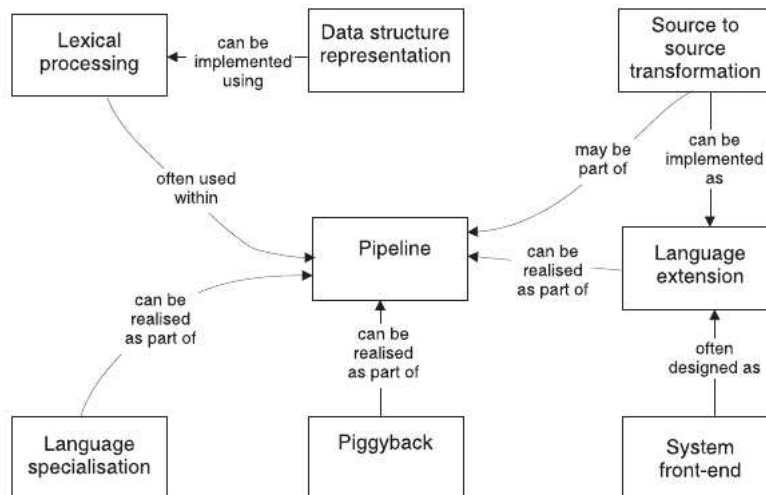 Lexical
processing
can be
implemented
using
Data structure
representation
Source to
source
transformation
may be
part of
can be
implemented
as
often used
within
Pipeline
can be
realised
as part of
Language
extension
can be
realised
as part of
can be
realised
as part of
often
designed as
Language
specialisation
Piggyback
System
front-end